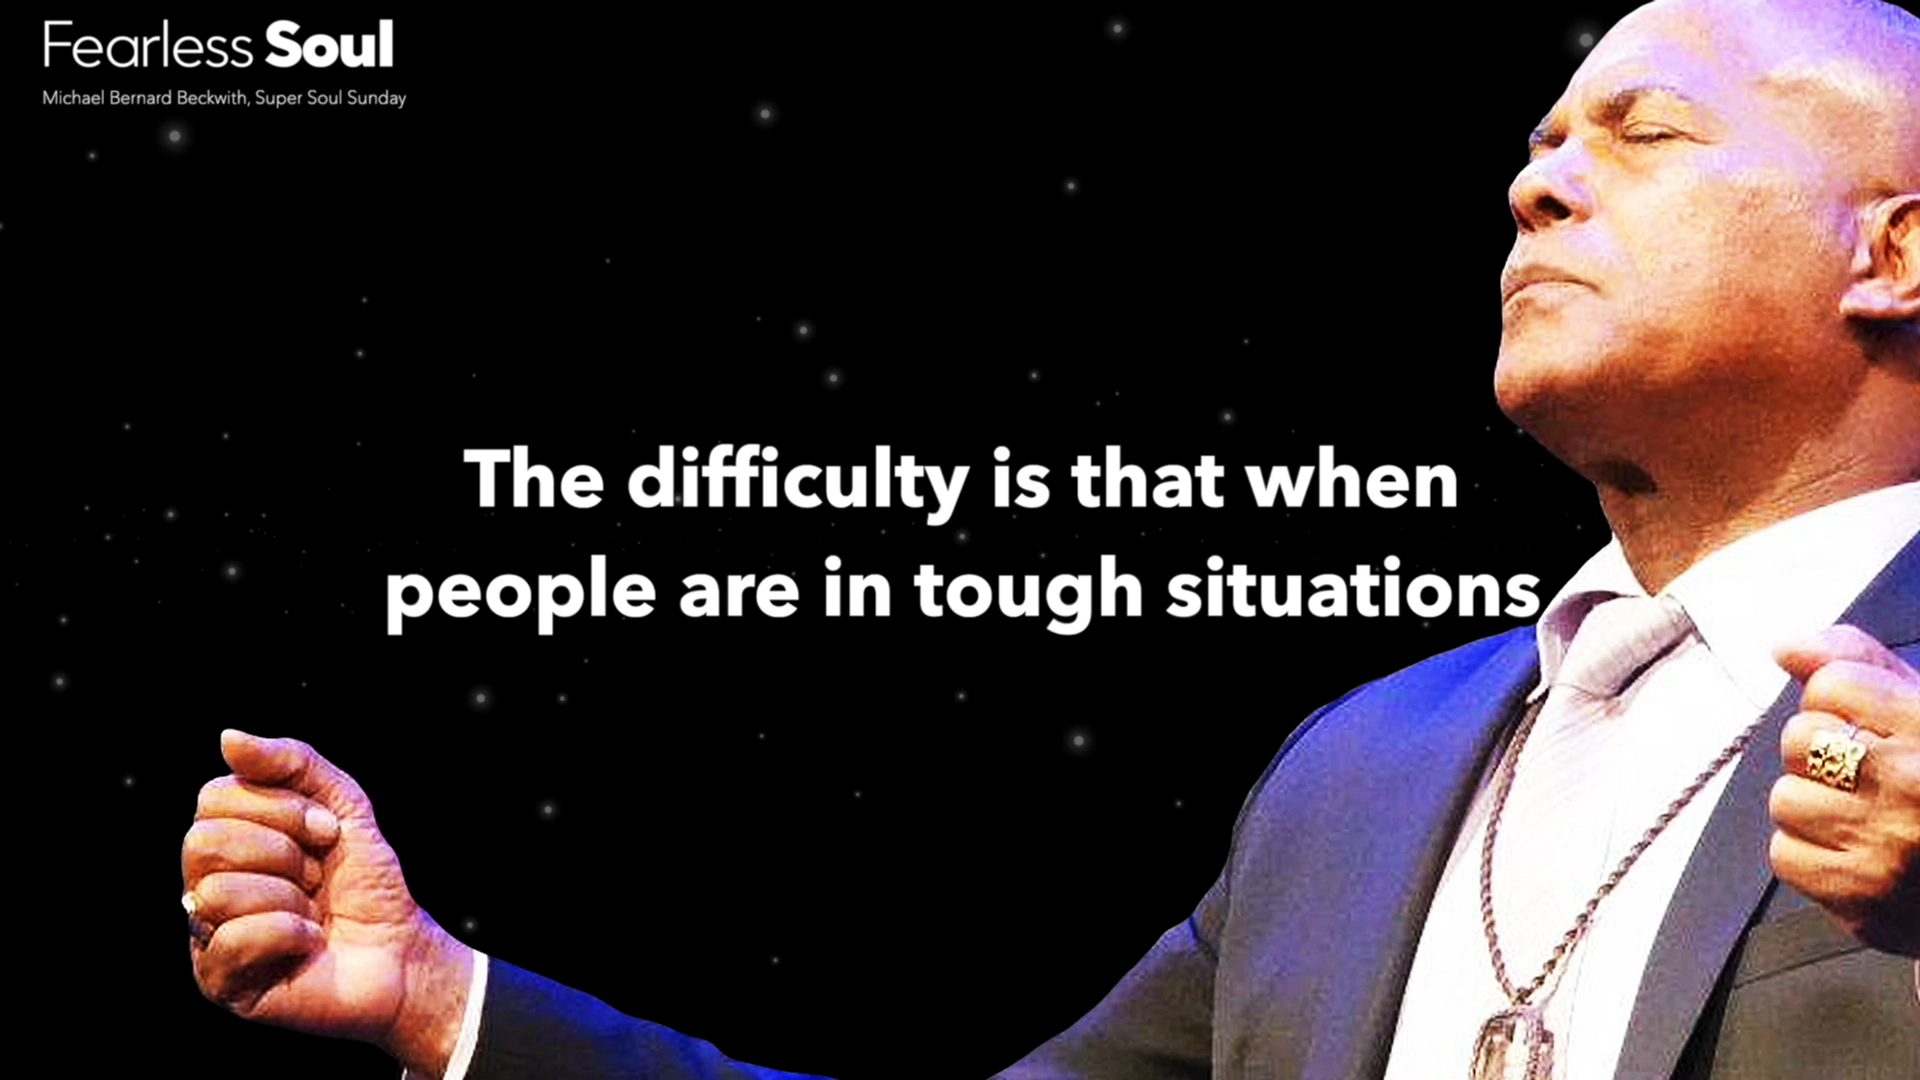 Fearless Soul
Michael Bernard Beckwith, Super Soul Sunday
The difficulty is that when
people are in tough situations